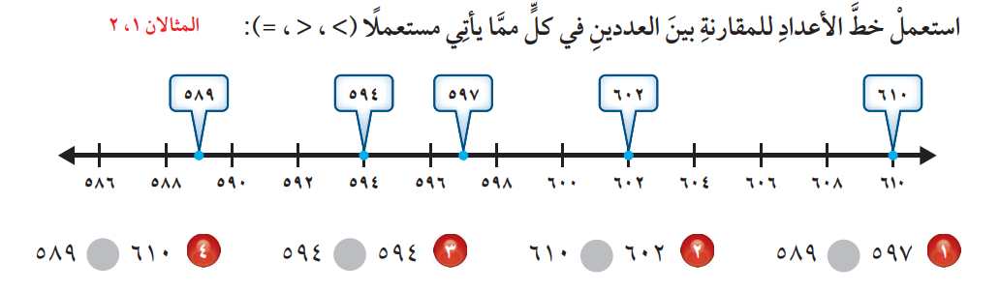 استعملْ خطَّ الأعدادِ للمقارنةِ بينَ العددينِ في كلٍّ ممَّا يأتِي مستعملًا (> ، < ، =): المثالان ١، ٢
٥٨٩ ٥٩٤ ٥٩٧ ٦٠٢ ٦١٠
٥٨٦ ٥٨٨ ٥٩٠ ٥٩٢ ٥٩٤ ٥٩٦ ٥٩٨ ٦٠٠ ٦٠٢ ٦٠٤ ٦٠٦ ٦٠٨ ٦١٠
١ ٥٩٧ ٥٨٩ ٢ ٦٠٢ ٦١٠ ٣ ٥٩٤ ٥٩٤ ٤ ٦١٠ ٥٨٩